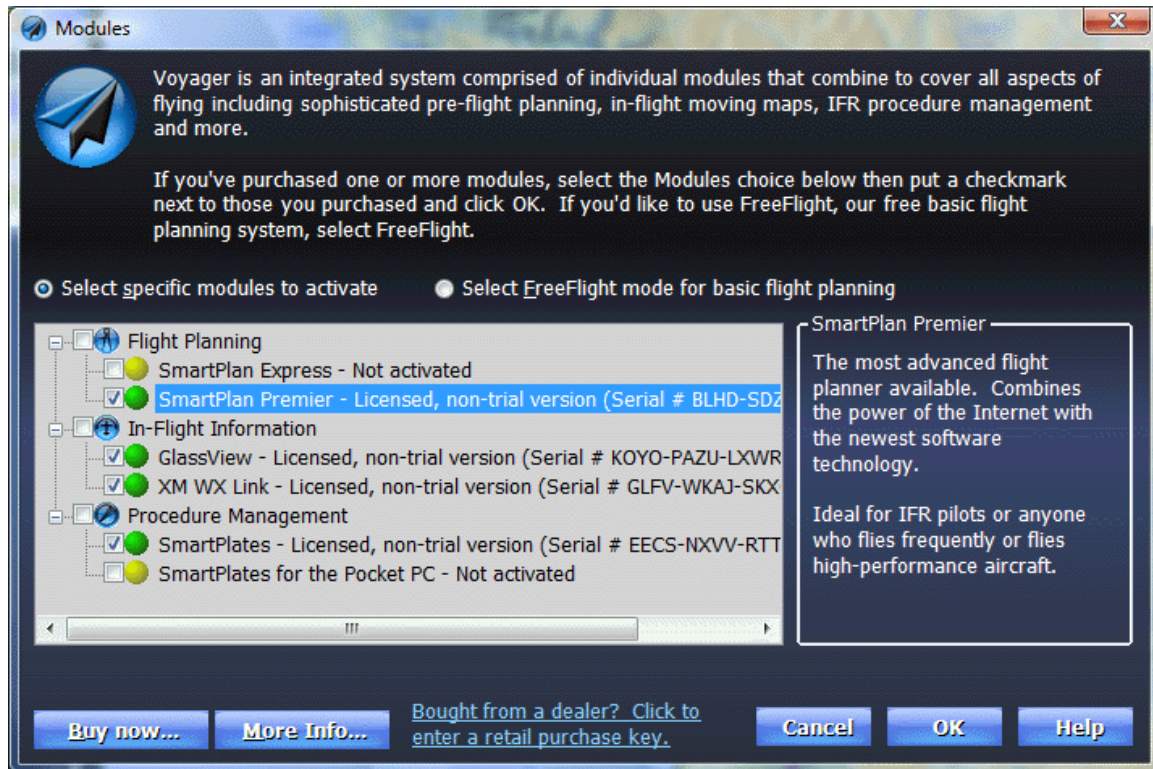 Modules
Voyager is an integrated system comprised of individual modules that combine to cover all aspects of
flying including sophisticated pre-flight planning, in-flight moving maps, IFR procedure management
and more.
If you've purchased one or more modules, select the Modules choice below then put a checkmark
next to those you purchased and click OK.  If you'd like to use FreeFlight, our free basic flight
planning system, select FreeFlight.
Select specific modules to activate
Select FreeFlight mode for basic flight planning
Flight Planning
SmartPlan Express - Not activated
SmartPlan Premier - Licensed, non-trial version (Serial # BLHD-SDZ
In-Flight Information
GlassView - Licensed, non-trial version (Serial # KOYO-PAZU-LXWR
XM WX Link - Licensed, non-trial version (Serial # GLFV-WKAJ-SKX
Procedure Management
SmartPlates - Licensed, non-trial version (Serial # EECS-NXVV-RTT
SmartPlates for the Pocket PC - Not activated
SmartPlan Premier
The most advanced flight
planner available.  Combines
the power of the Internet with
the newest software
technology.
Ideal for IFR pilots or anyone
who flies frequently or flies
high-performance aircraft.
Buy now...
More Info...
Bought from a dealer?  Click to
enter a retail purchase key.
Cancel
OK
Help